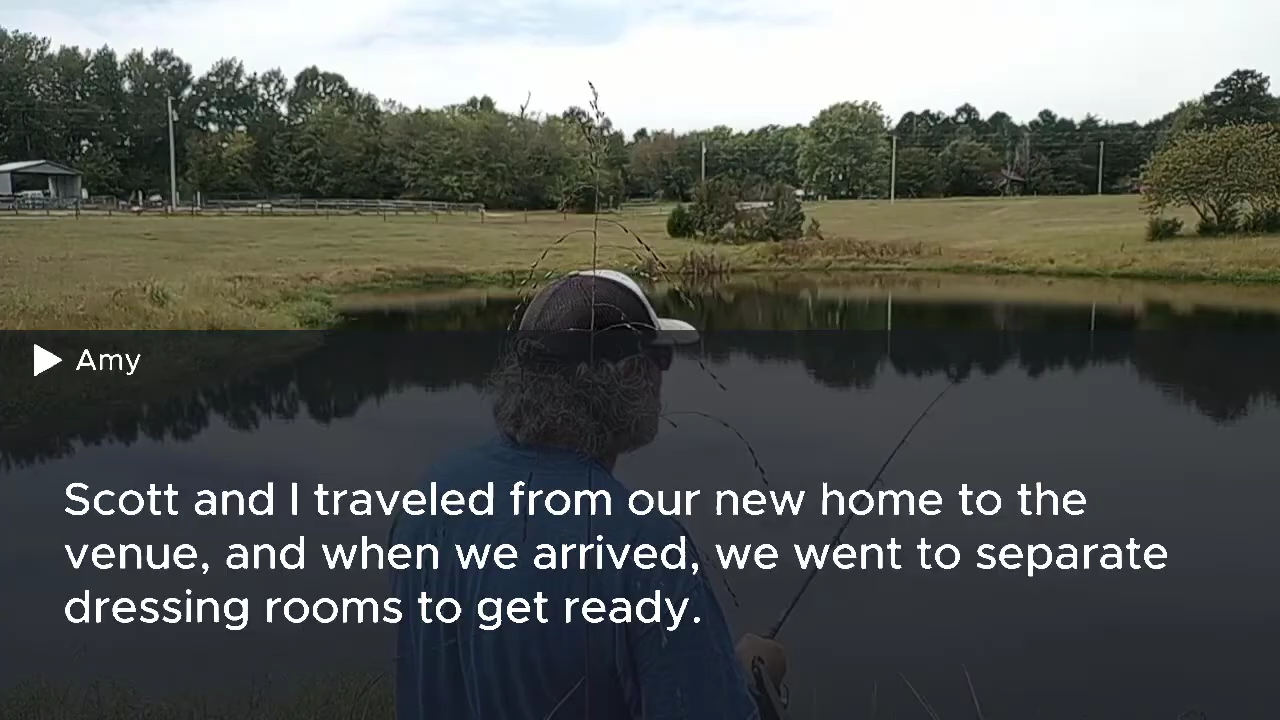 Amy
Scott and I traveled from our new home to the
venue, and when we arrived, we went to separate
dressing rooms to get ready.